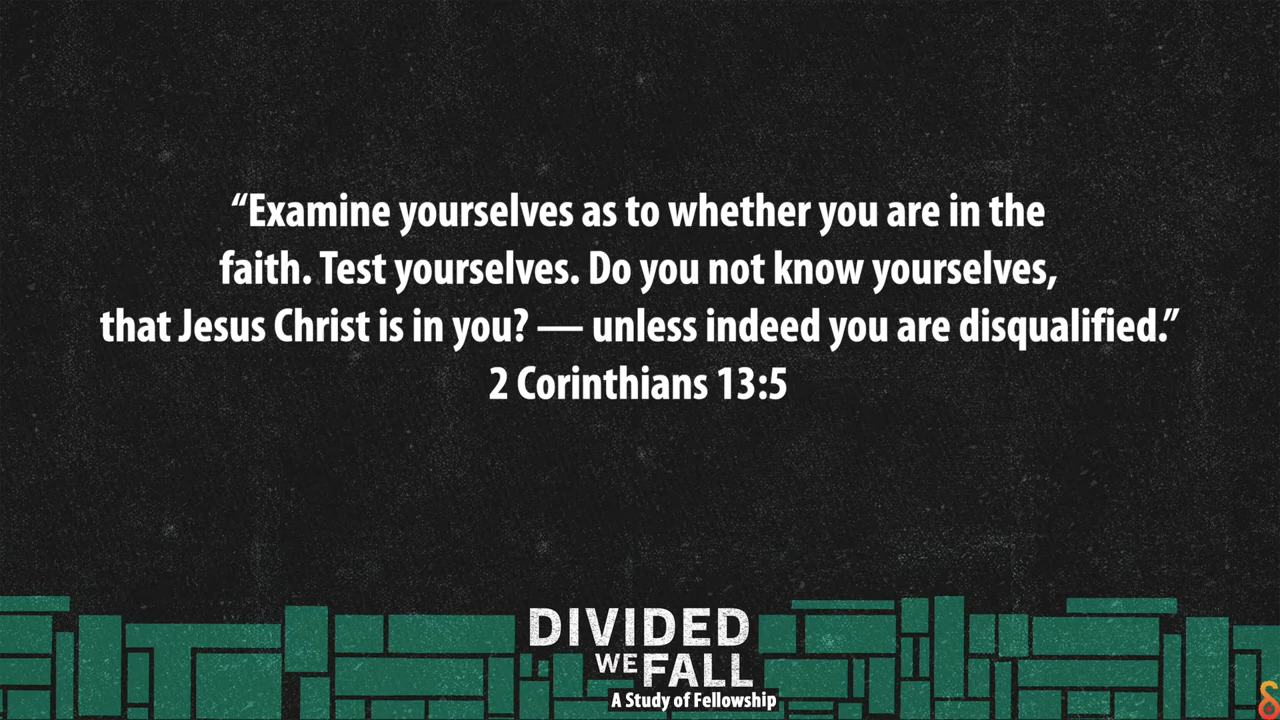 “Examine yourselves as to whether you are in the
faith. Test yourselves. Do you not know yourselves,
that Jesus Christ is in you? — unless indeed you are disqualified.”
2 Corinthians 13:5
DIVIDED
WE FALL
A Study of Fellowship